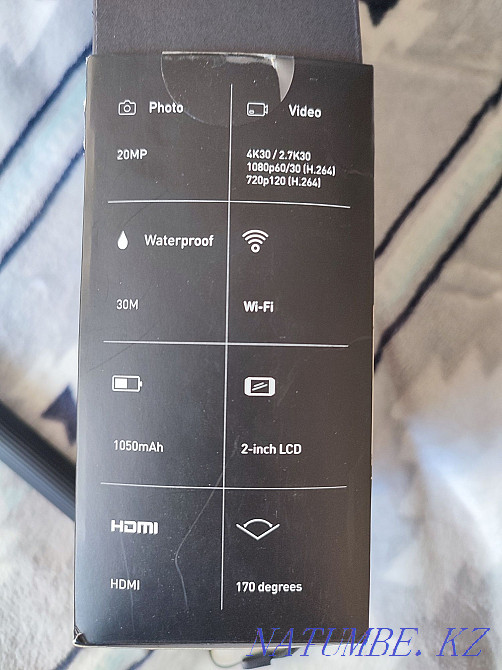 Photo
Video
20MP
4K30 / 2.7K30
1080p60/30 (H.264)
720p120 (H.264)
Waterproof
30M
Wi-Fi
1050mAh
2-inch LCD
HDMI
HDMI
170 degrees
NATUMBE. KZ